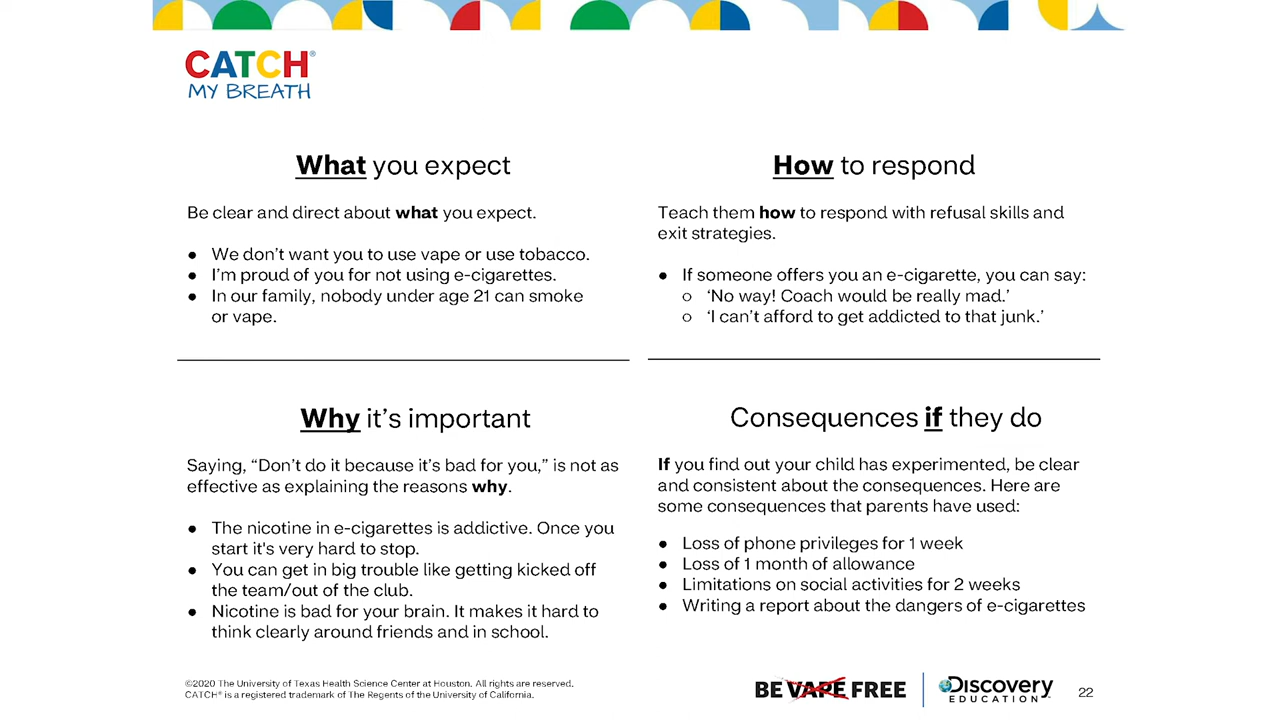 CATCH®
MY BREATH
What you expect
Be clear and direct about what you expect.
● We don’t want you to use vape or use tobacco.
● I’m proud of you for not using e-cigarettes.
● In our family, nobody under age 21 can smoke
or vape.
How to respond
Teach them how to respond with refusal skills and
exit strategies.
● If someone offers you an e-cigarette, you can say:
○ ‘No way! Coach would be really mad.’
○ ‘I can’t afford to get addicted to that junk.’
Why it’s important
Saying, “Don’t do it because it’s bad for you,” is not as
effective as explaining the reasons why.
● The nicotine in e-cigarettes is addictive. Once you
start it's very hard to stop.
● You can get in big trouble like getting kicked off
the team/out of the club.
● Nicotine is bad for your brain. It makes it hard to
think clearly around friends and in school.
Consequences if they do
If you find out your child has experimented, be clear
and consistent about the consequences. Here are
some consequences that parents have used:
● Loss of phone privileges for 1 week
● Loss of 1 month of allowance
● Limitations on social activities for 2 weeks
● Writing a report about the dangers of e-cigarettes
©2020 The University of Texas Health Science Center at Houston. All rights are reserved.
CATCH® is a registered trademark of The Regents of the University of California.
BE VAPE FREE
Discovery
EDUCATION
22